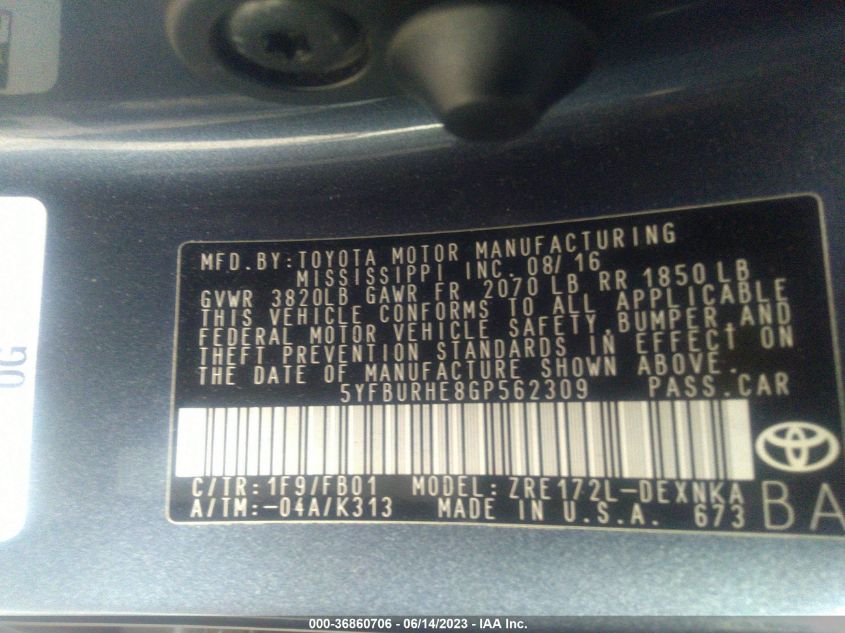 MFD.BY:TOYOTA MOTOR MANUFACTURING
MISSISSIPPI INC. 08/16
GVWR 3820LB GAWR FR 2070 LB RR 1850LB
THIS VEHICLE CONFORMS TO ALL APPLICABLE
FEDERAL MOTOR VEHICLE SAFETY,BUMPER,AND
THEFT PREVENTION STANDARDS IN EFFECT ON
THE DATE OF MANUFACTURE SHOWN ABOVE.
5YFBURHE8GP562309 PASS.CAR
C/TR:1F9/FB01 MODEL:ZRE172L-DEXNKA
A/TM:-04A/K313 MADE IN U.S.A. 673
BA
OG
000-36860706 - 06/14/2023 - IAA Inc.